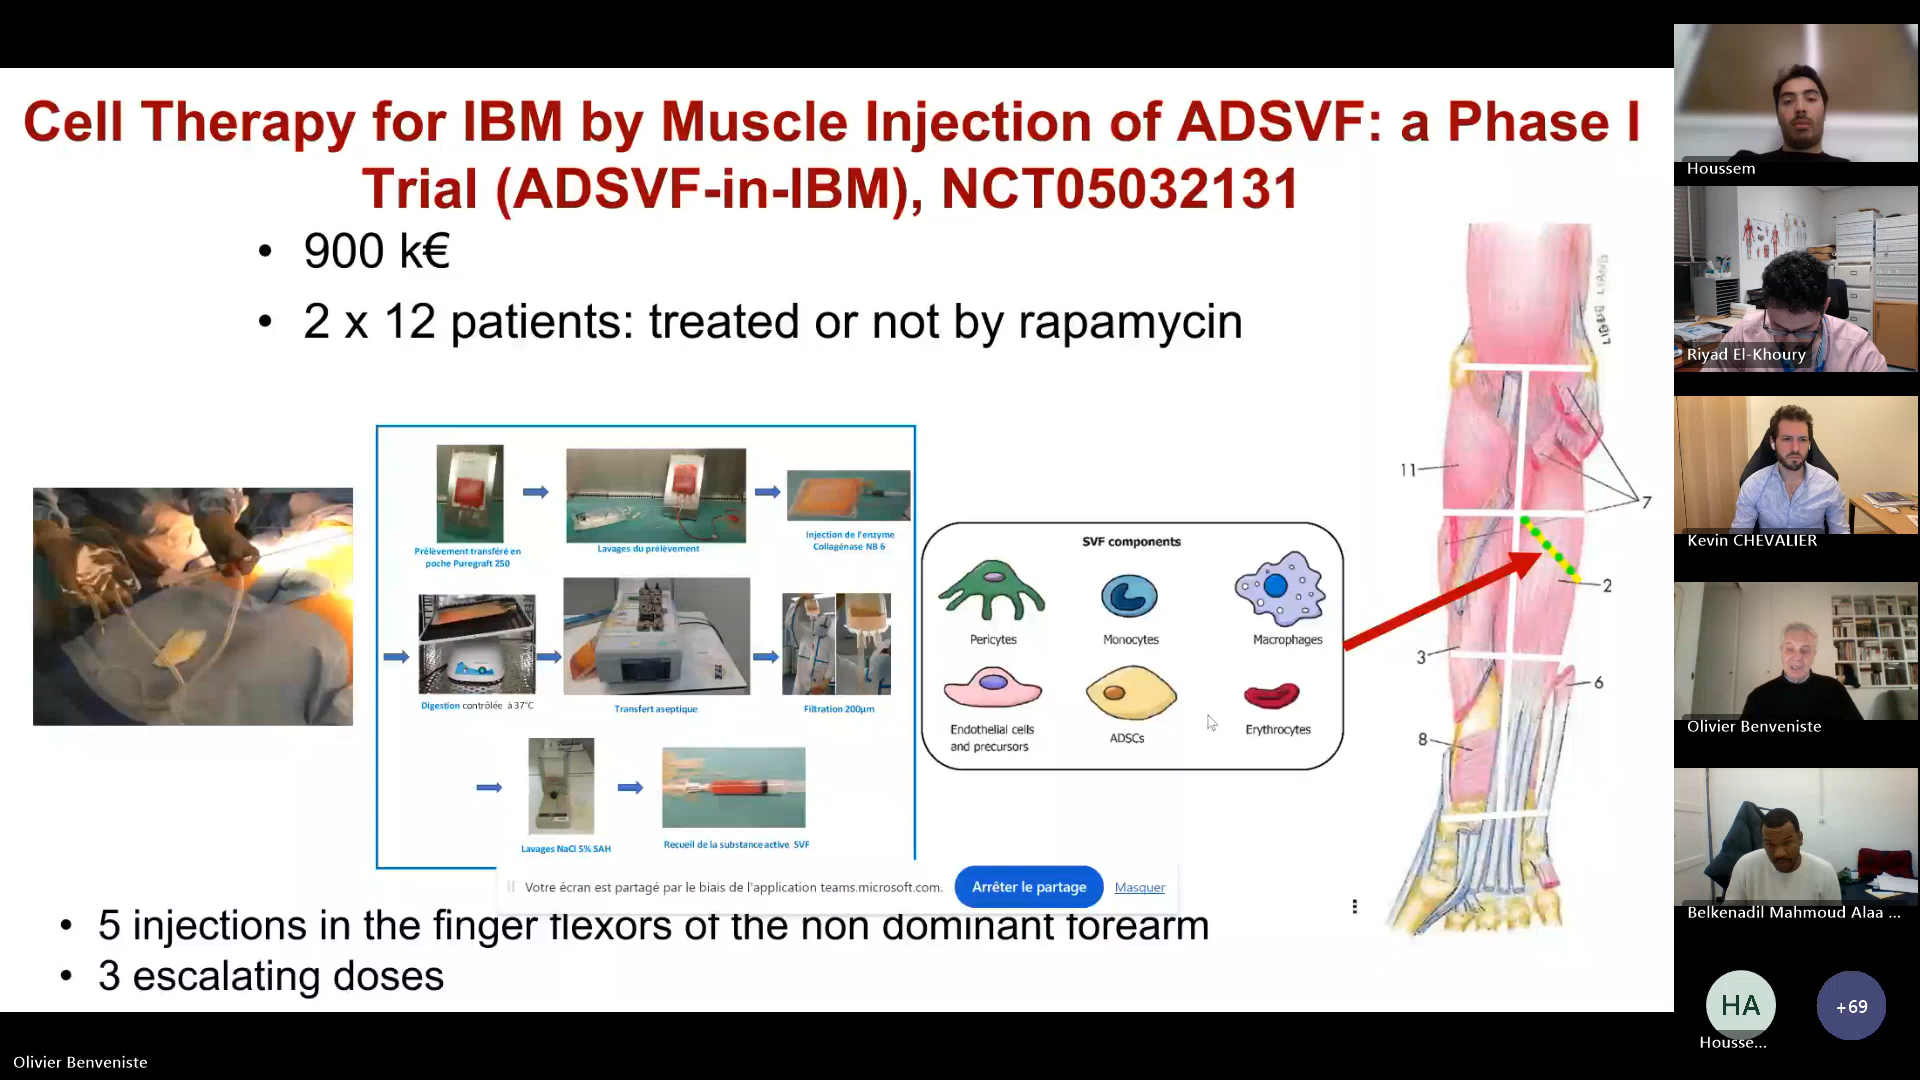 Cell Therapy for IBM by Muscle Injection of ADSVF: a Phase I
Trial (ADSVF-in-IBM), NCT05032131
• 900 k€
• 2 x 12 patients: treated or not by rapamycin
Prélèvement transféré en
poche Puregraft 250
Lavages du prélèvement
Injection de l'enzyme
Collagénase NB 6
Digestion contrôlée à 37°C
Transfert aseptique
Filtration 200µm
Lavages NaCl 5% SAH
Recueil de la substance active SVF
SVF components
Pericytes
Monocytes
Macrophages
Endothelial cells
and precursors
ADSCs
Erythrocytes
11
7
2
3
6
8
Votre écran est partagé par le biais de l'application teams.microsoft.com.
Arrêter le partage
Masquer
• 5 injections in the finger flexors of the non dominant forearm
• 3 escalating doses
Olivier Benveniste
Houssem
Riyad El-Khoury
Kevin CHEVALIER
Olivier Benveniste
Belkenadil Mahmoud Alaa ...
HA
+69
Housse...